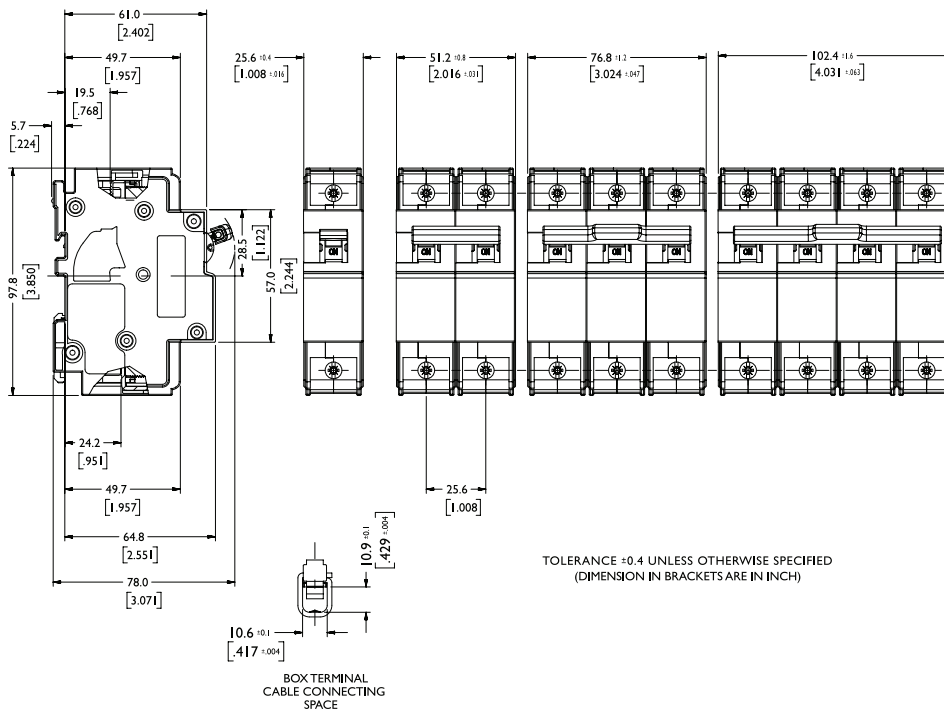 61.0
[2.402]
49.7
[1.957]
19.5
[.768]
5.7
[.224]
25.6 ±0.4
[1.008 ±.016]
51.2 ±0.8
[2.016 ±.031]
76.8 ±1.2
[3.024 ±.047]
102.4 ±1.6
[4.031 ±.063]
97.8
[3.850]
28.5
[1.122]
57.0
[2.244]
ON
ON
ON
ON
ON
ON
ON
ON
ON
24.2
[.951]
49.7
[1.957]
64.8
[2.551]
78.0
[3.071]
25.6
[1.008]
10.9 ±0.1
[.429 ±.004]
10.6 ±0.1
[.417 ±.004]
BOX TERMINAL
CABLE CONNECTING
SPACE
TOLERANCE ±0.4 UNLESS OTHERWISE SPECIFIED
(DIMENSION IN BRACKETS ARE IN INCH)